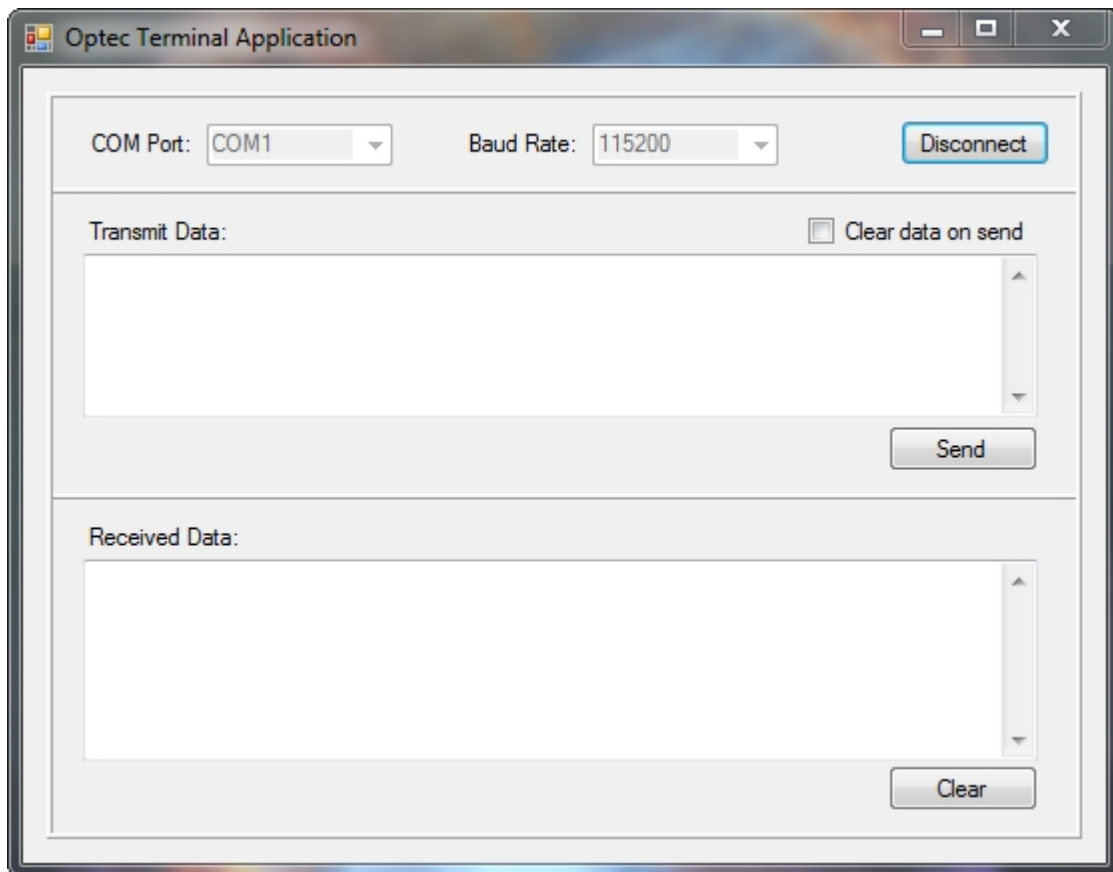 Optec Terminal Application
COM Port: COM1 Baud Rate: 115200 Disconnect
Transmit Data: Clear data on send
Send
Received Data:
Clear